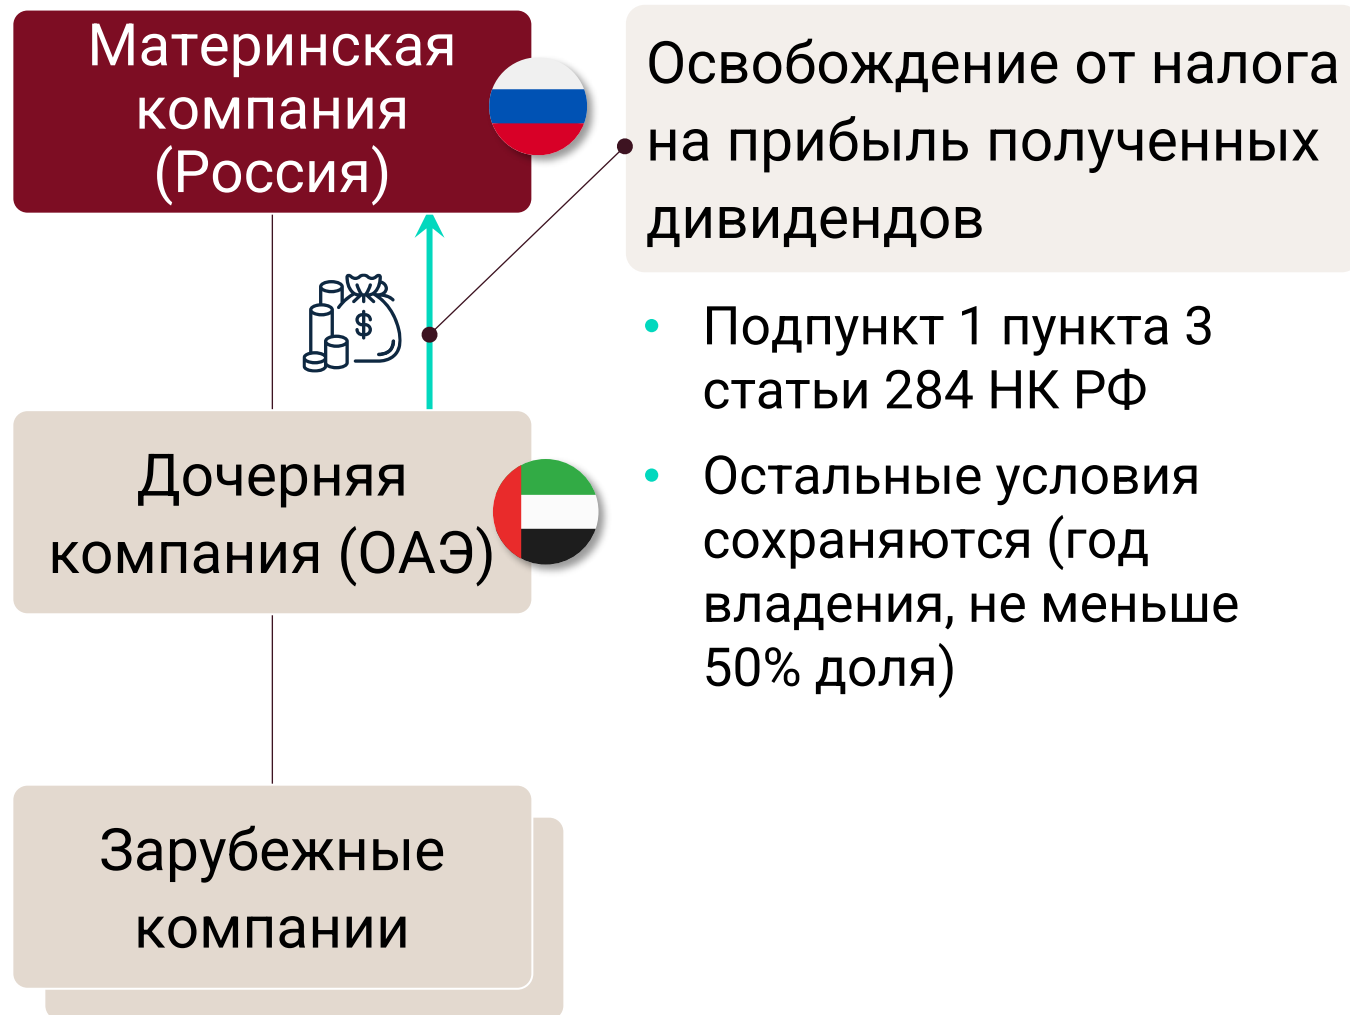 Материнская
компания
(Россия)
Освобождение от налога
на прибыль полученных
дивидендов
$
Подпункт 1 пункта 3
статьи 284 НК РФ
Остальные условия
сохраняются (год
владения, не меньше
50% доля)
Дочерняя
компания (ОАЭ)
Зарубежные
компании